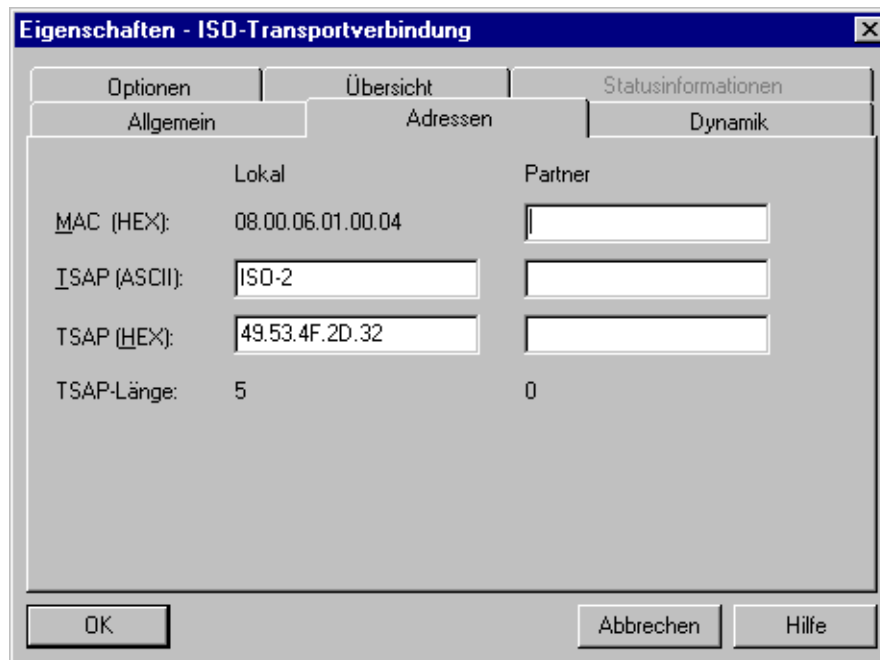 Eigenschaften - ISO-Transportverbindung
Optionen Übersicht Statusinformationen
Allgemein Adressen Dynamik
Lokal Partner
MAC (HEX): 08.00.06.01.00.04
TSAP (ASCII): ISO-2
TSAP (HEX): 49.53.4F.2D.32
TSAP-Länge: 5 0
OK Abbrechen Hilfe